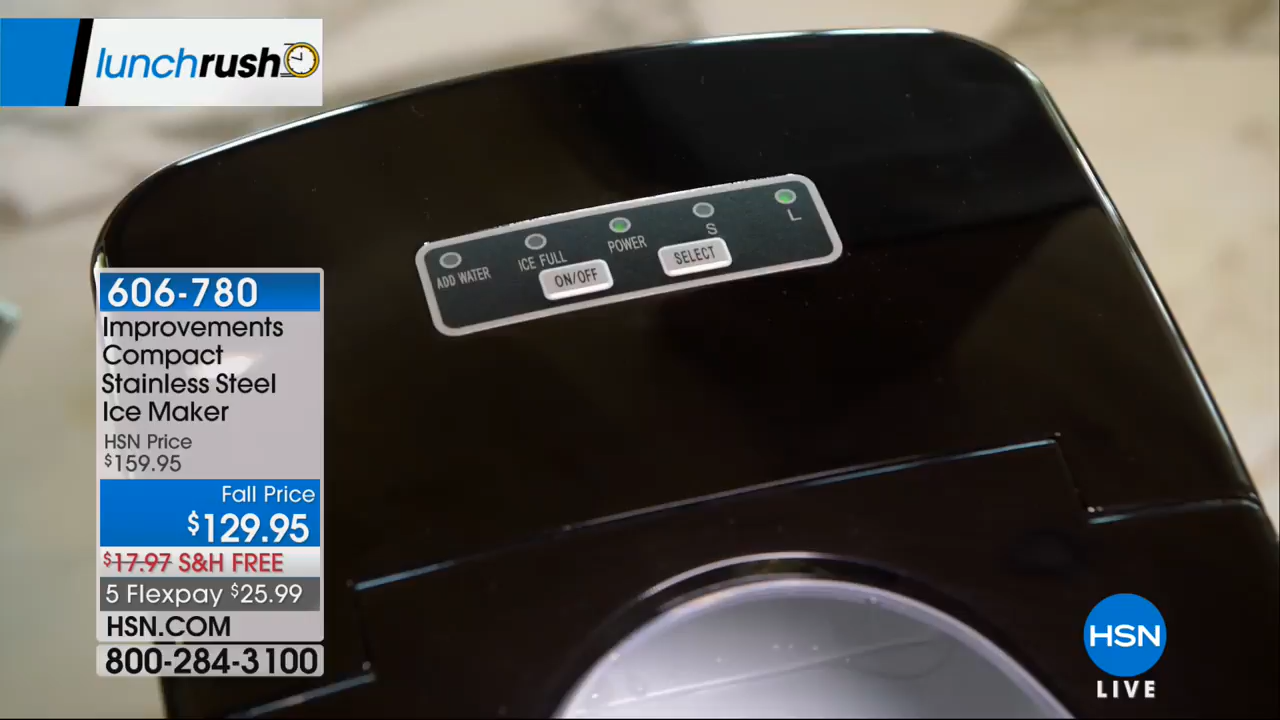 lunchrush
ADD WATER
ICE FULL
POWER
S
L
ON/OFF
SELECT
606-780
Improvements
Compact
Stainless Steel
Ice Maker
HSN Price
$159.95
Fall Price
$129.95
$17.97 S&H FREE
5 Flexpay $25.99
HSN.COM
800-284-3100
HSN
LIVE